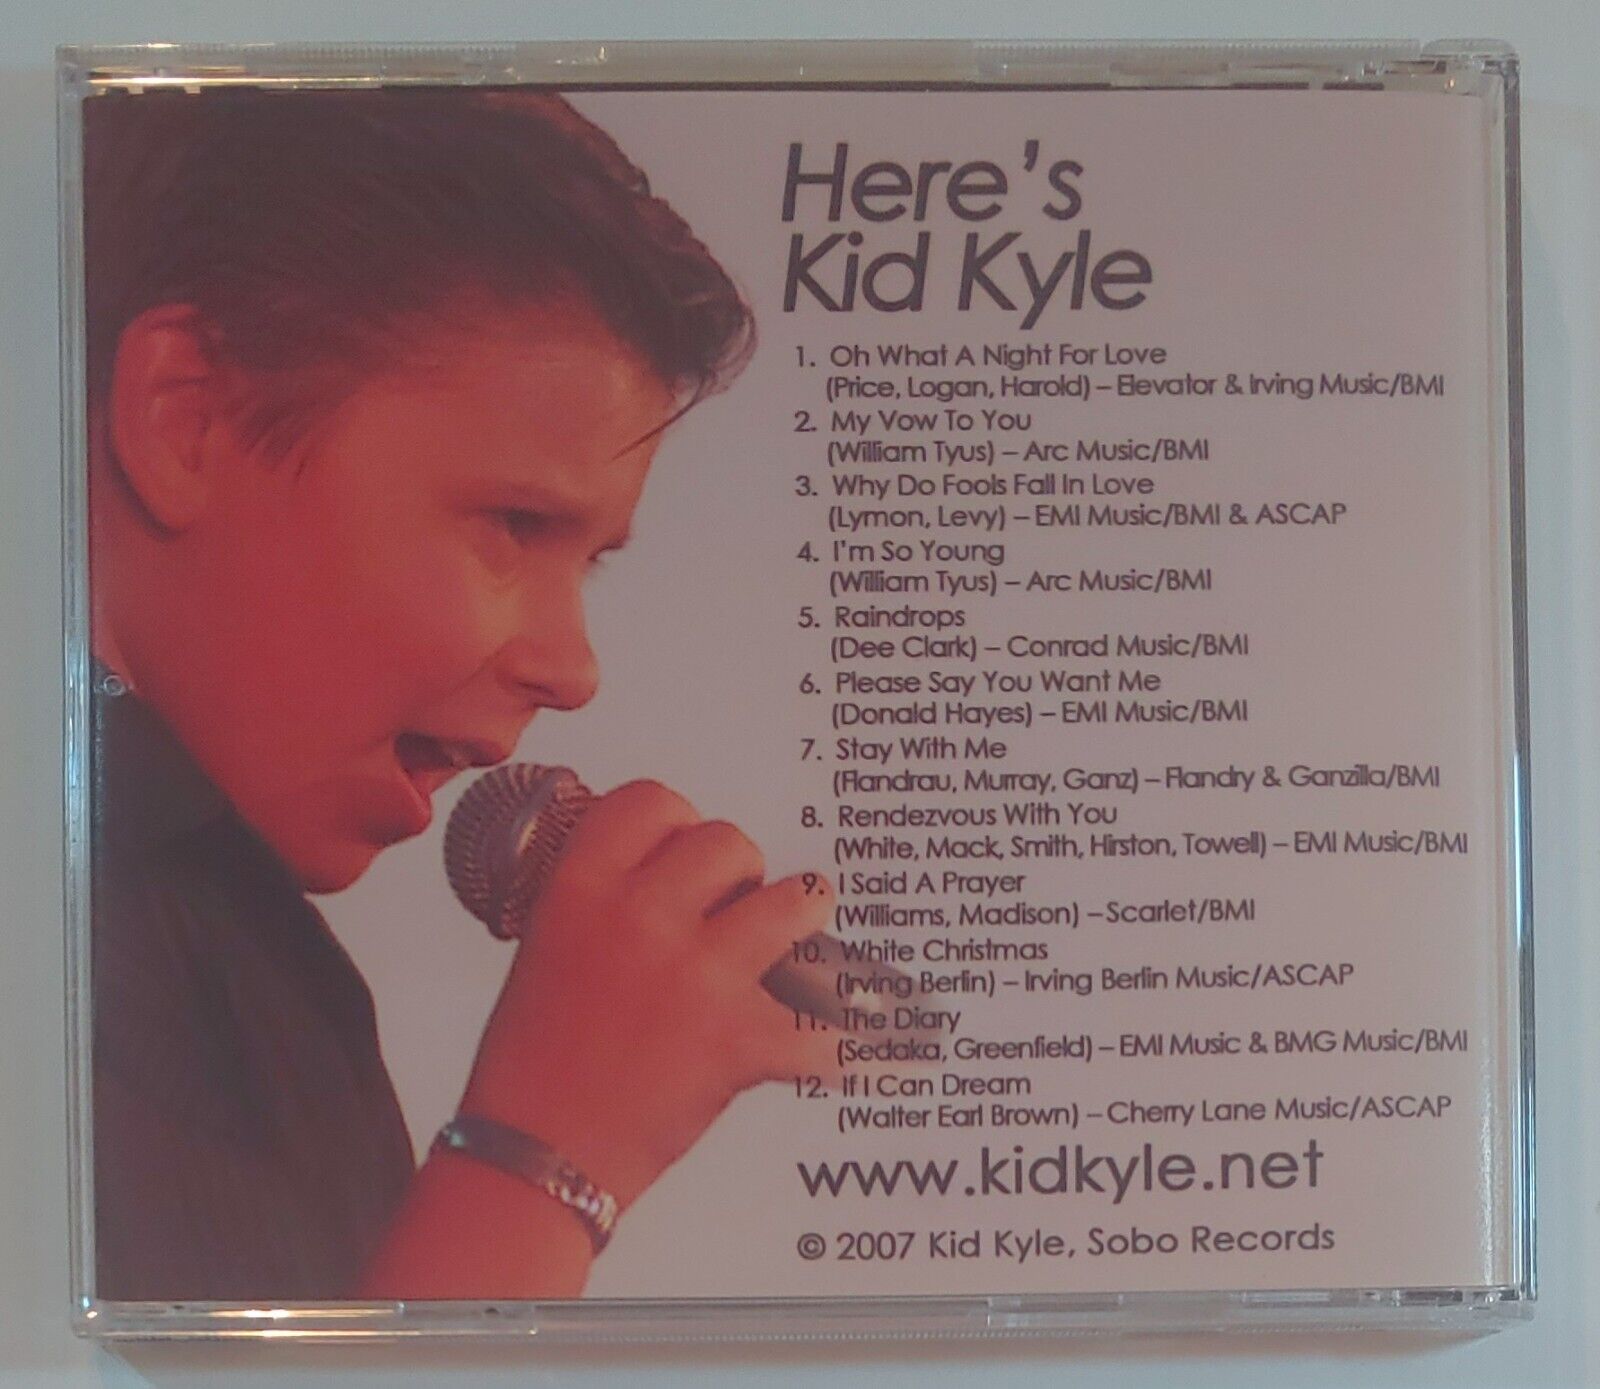 Here's
Kid Kyle
1. Oh What A Night For Love
(Price, Logan, Harold) – Elevator & Irving Music/BMI
2. My Vow To You
(William Tyus) – Arc Music/BMI
3. Why Do Fools Fall In Love
(Lymon, Levy) – EMI Music/BMI & ASCAP
4. I'm So Young
(William Tyus) – Arc Music/BMI
5. Raindrops
(Dee Clark) – Conrad Music/BMI
6. Please Say You Want Me
(Donald Hayes) – EMI Music/BMI
7. Stay With Me
(Flandrau, Murray, Ganz) – Flandry & Ganzilla/BMI
8. Rendezvous With You
(White, Mack, Smith, Hirston, Towell) – EMI Music/BMI
9. I Said A Prayer
(Williams, Madison) – Scarlet/BMI
10. White Christmas
(Irving Berlin) – Irving Berlin Music/ASCAP
11. The Diary
(Sedaka, Greenfield) – EMI Music & BMG Music/BMI
12. If I Can Dream
(Walter Earl Brown) – Cherry Lane Music/ASCAP
www.kidkyle.net
© 2007 Kid Kyle, Sobo Records